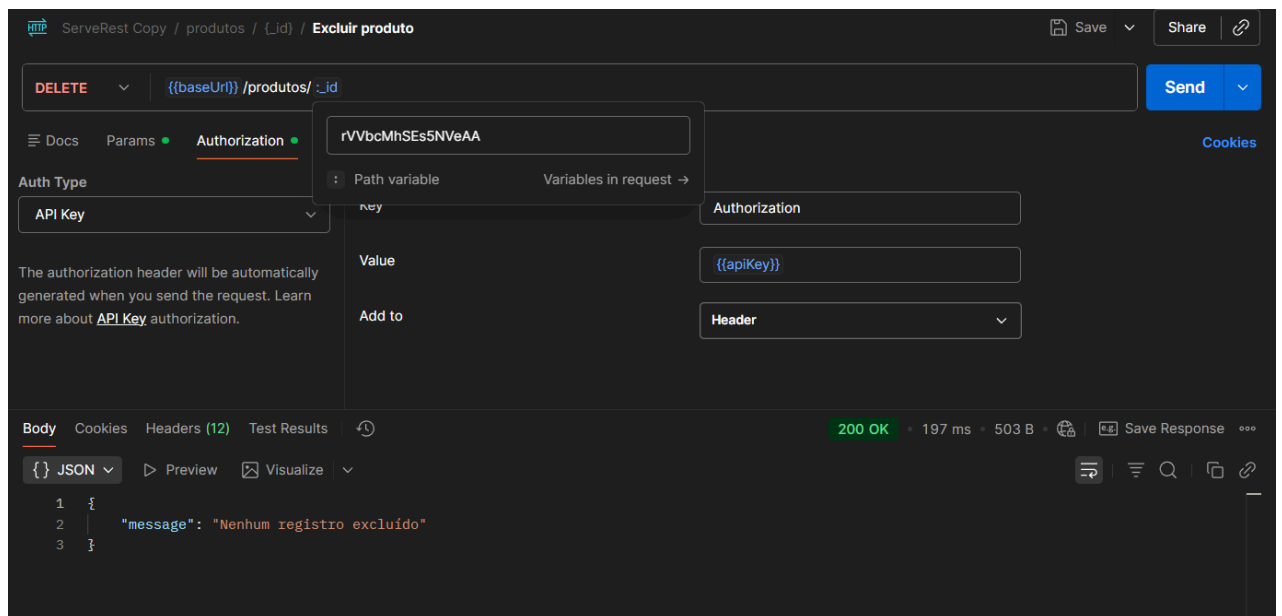 HTTP ServeRest Copy / produtos / {_id} / Excluir produto Save Share
DELETE {{baseUrl}} /produtos/ :_id Send
Docs Params Authorization Cookies
rVVbcMhSEs5NVeAA
: Path variable Variables in request →
Auth Type
API Key
Key Authorization
The authorization header will be automatically
generated when you send the request. Learn
more about API Key authorization.
Value {{apiKey}}
Add to Header
Body Cookies Headers (12) Test Results 200 OK • 197 ms • 503 B e.g. Save Response
{} JSON Preview Visualize
1 {
2 "message": "Nenhum registro excluído"
3 }